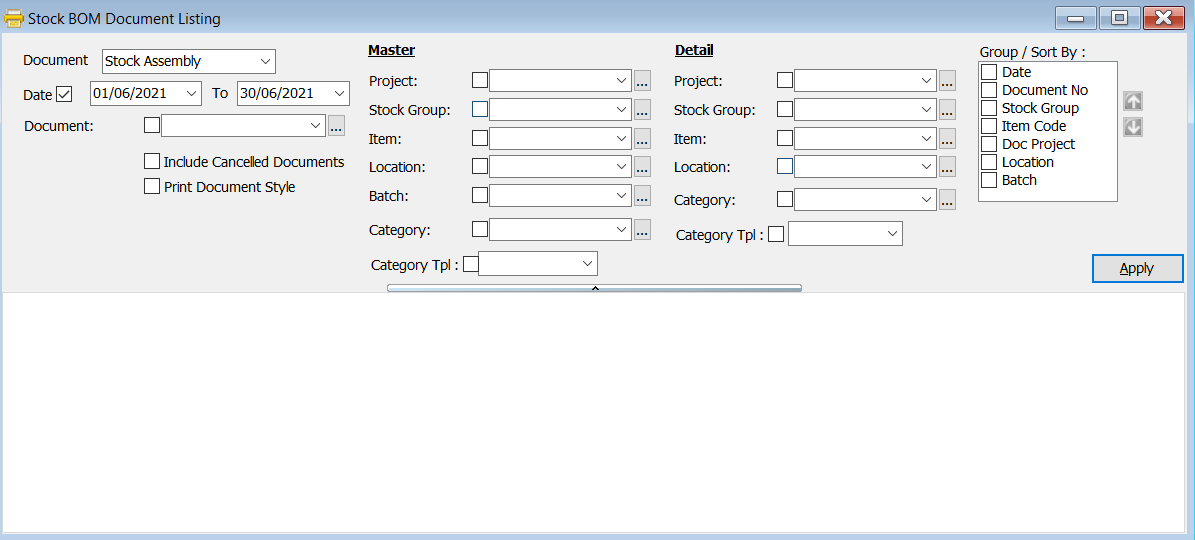 Stock BOM Document Listing
Document Stock Assembly
Date 01/06/2021 To 30/06/2021
Document: ...
Include Cancelled Documents
Print Document Style
Master
Project: ...
Stock Group: ...
Item: ...
Location: ...
Batch: ...
Category: ...
Category Tpl :
Detail
Project: ...
Stock Group: ...
Item: ...
Location: ...
Category: ...
Category Tpl :
Group / Sort By :
Date
Document No
Stock Group
Item Code
Doc Project
Location
Batch
Apply